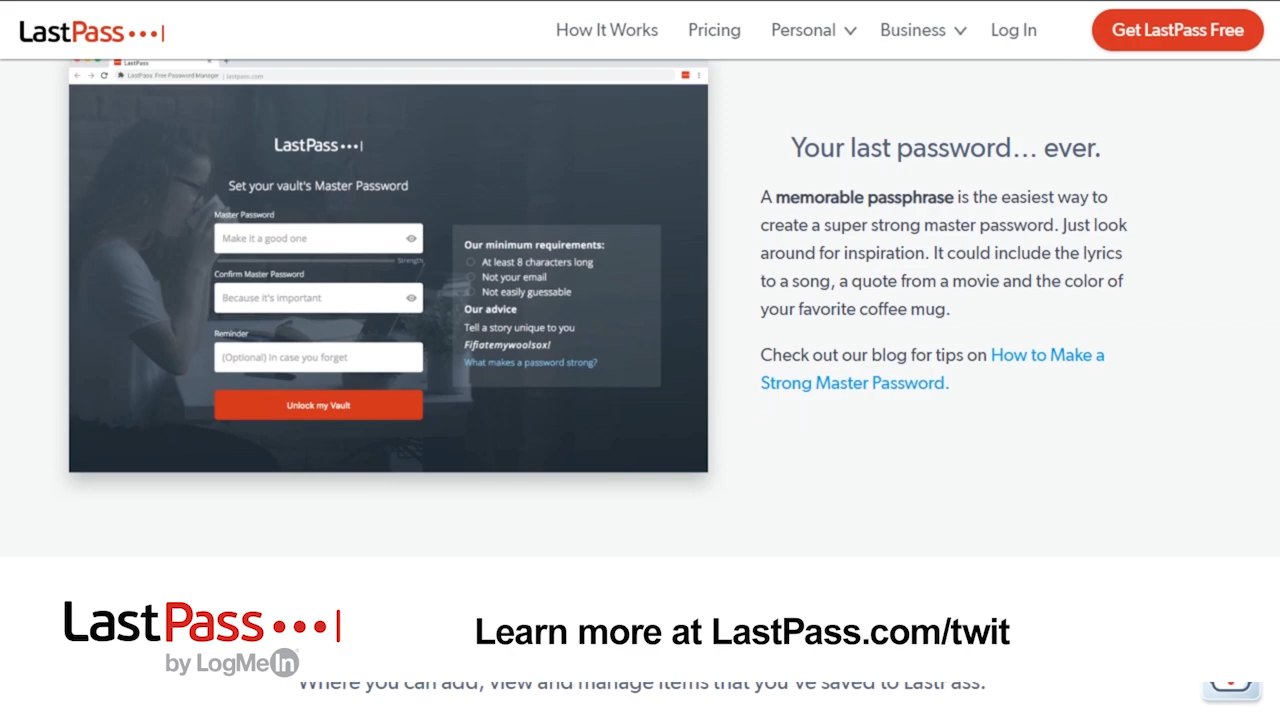 LastPass
How It Works
Pricing
Personal
Business
Log In
Get LastPass Free
LastPass
LastPass: Free Password Manager | lastpass.com
LastPass
Set your vault's Master Password
Master Password
Make it a good one
Strength
Confirm Master Password
Because it's important
Reminder
(Optional) In case you forget
Unlock my Vault
Our minimum requirements:
At least 8 characters long
Not your email
Not easily guessable
Our advice
Tell a story unique to you
Fifiatemywoolsox!
What makes a password strong?
Your last password… ever.
A memorable passphrase is the easiest way to
create a super strong master password. Just look
around for inspiration. It could include the lyrics
to a song, a quote from a movie and the color of
your favorite coffee mug.
Check out our blog for tips on How to Make a
Strong Master Password.
LastPass
by LogMeIn
Learn more at LastPass.com/twit
Where you can add, view and manage items that you've saved to LastPass.